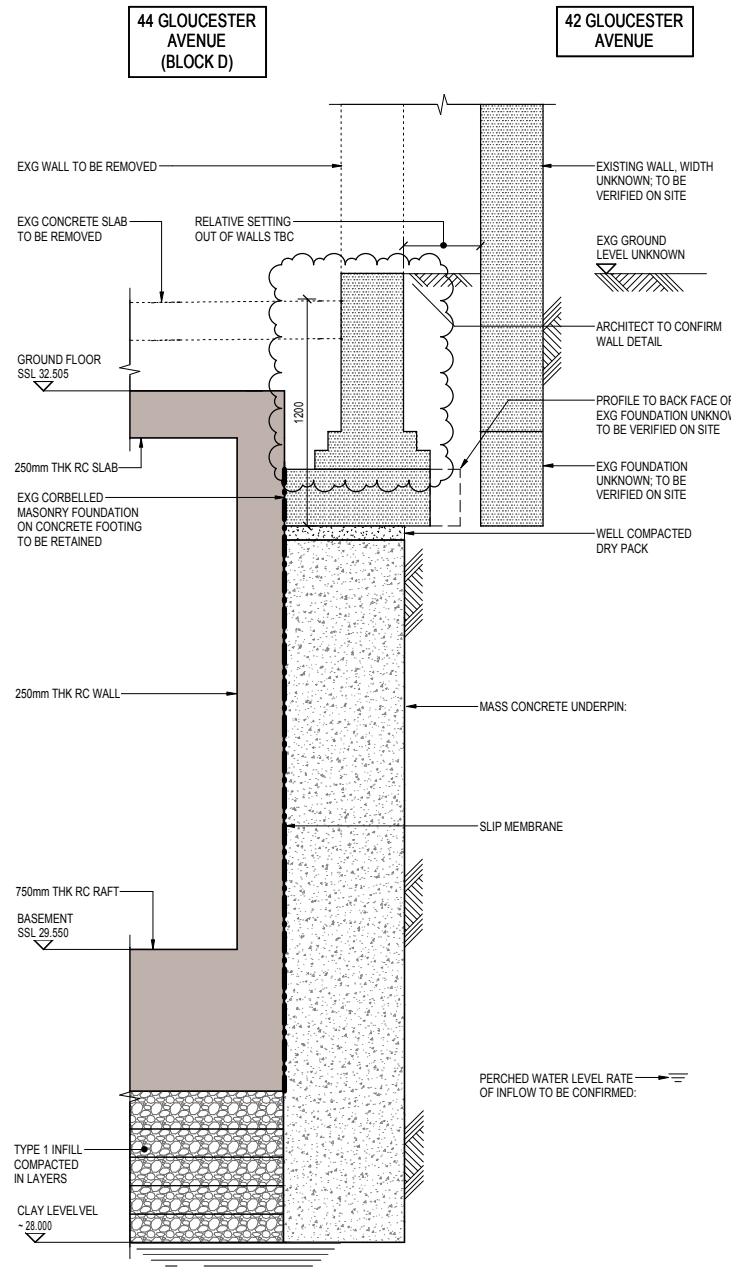 44 GLOUCESTER
AVENUE
(BLOCK D)
42 GLOUCESTER
AVENUE
EXG WALL TO BE REMOVED
EXISTING WALL, WIDTH
UNKNOWN; TO BE
VERIFIED ON SITE
EXG CONCRETE SLAB
TO BE REMOVED
RELATIVE SETTING
OUT OF WALLS TBC
EXG GROUND
LEVEL UNKNOWN
ARCHITECT TO CONFIRM
WALL DETAIL
GROUND FLOOR
SSL 32.505
1200
PROFILE TO BACK FACE OF
EXG FOUNDATION UNKNOW
TO BE VERIFIED ON SITE
250mm THK RC SLAB
EXG FOUNDATION
UNKNOWN; TO BE
VERIFIED ON SITE
EXG CORBELLED
MASONRY FOUNDATION
ON CONCRETE FOOTING
TO BE RETAINED
WELL COMPACTED
DRY PACK
250mm THK RC WALL
MASS CONCRETE UNDERPIN:
SLIP MEMBRANE
750mm THK RC RAFT
BASEMENT
SSL 29.550
PERCHED WATER LEVEL RATE
OF INFLOW TO BE CONFIRMED:
TYPE 1 INFILL
COMPACTED
IN LAYERS
CLAY LEVELVEL
~ 28.000